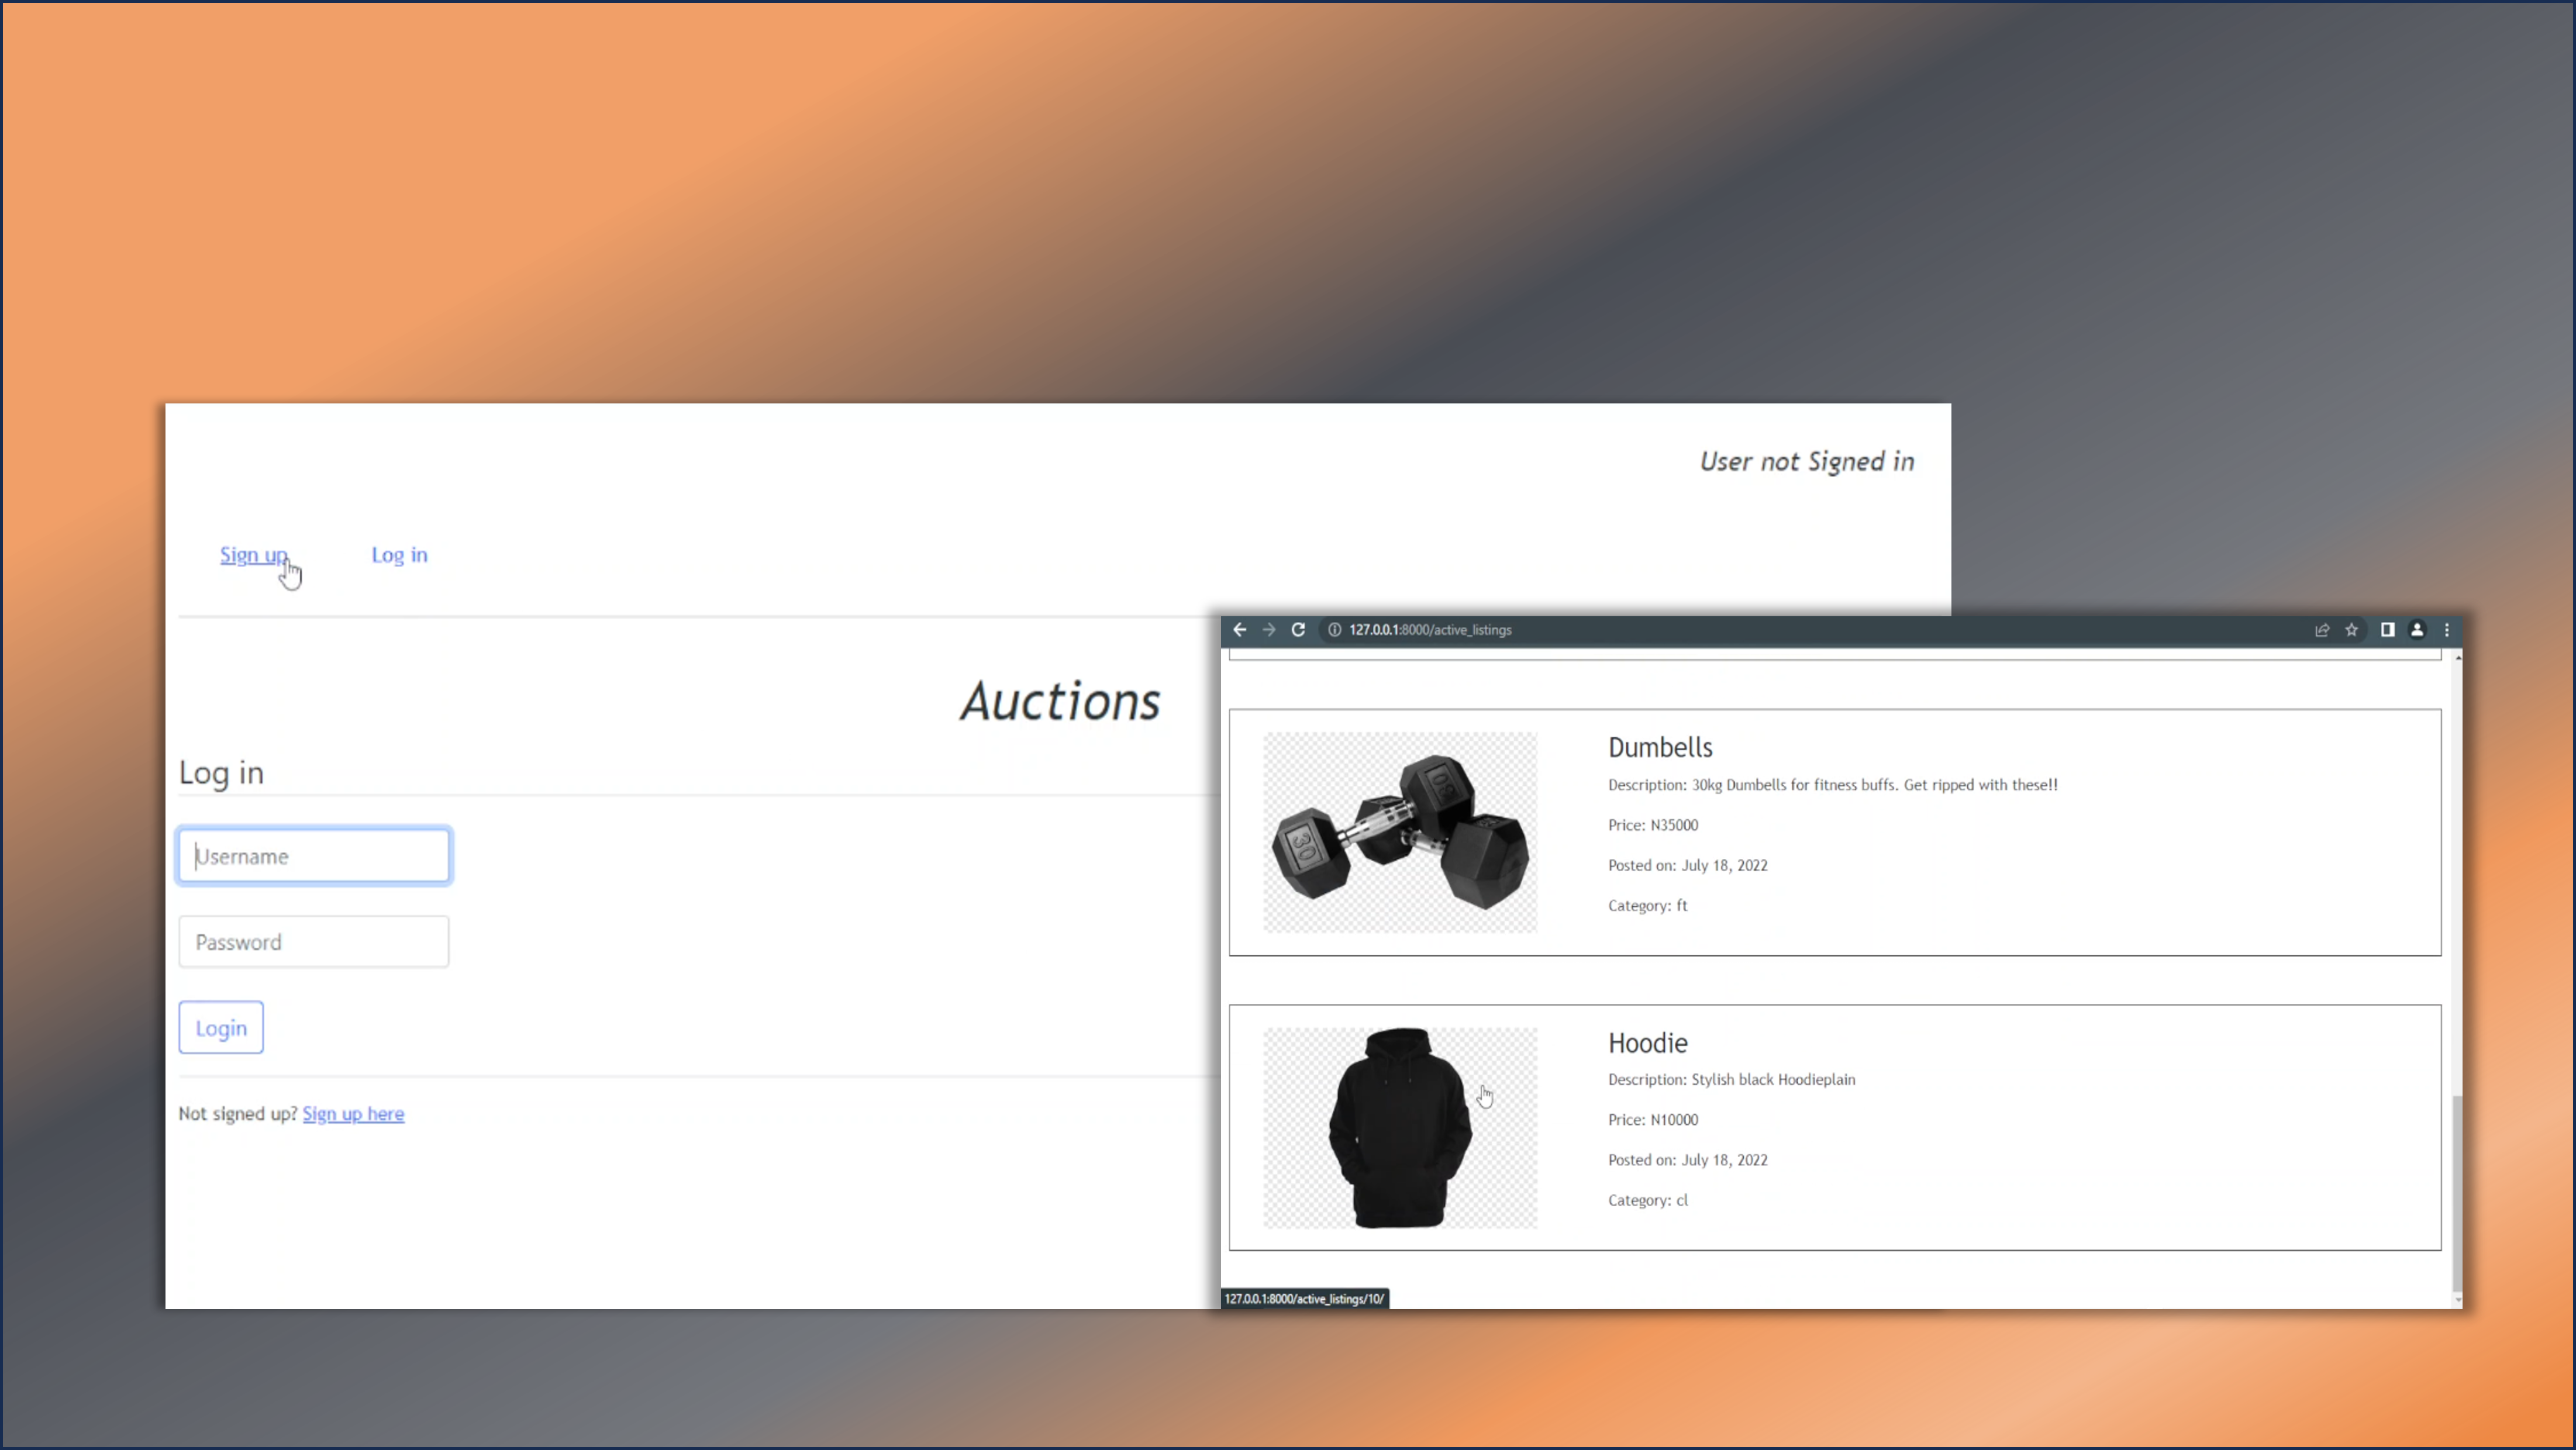 User not Signed in
Sign up
Log in
Auctions
Log in
Username
Password
Login
Not signed up? Sign up here
127.0.0.1:8000/active_listings
30
Dumbells
Description: 30kg Dumbells for fitness buffs. Get ripped with these!!
Price: N35000
Posted on: July 18, 2022
Category: ft
Hoodie
Description: Stylish black Hoodieplain
Price: N10000
Posted on: July 18, 2022
Category: cl
127.0.0.1:8000/active_listings/10/